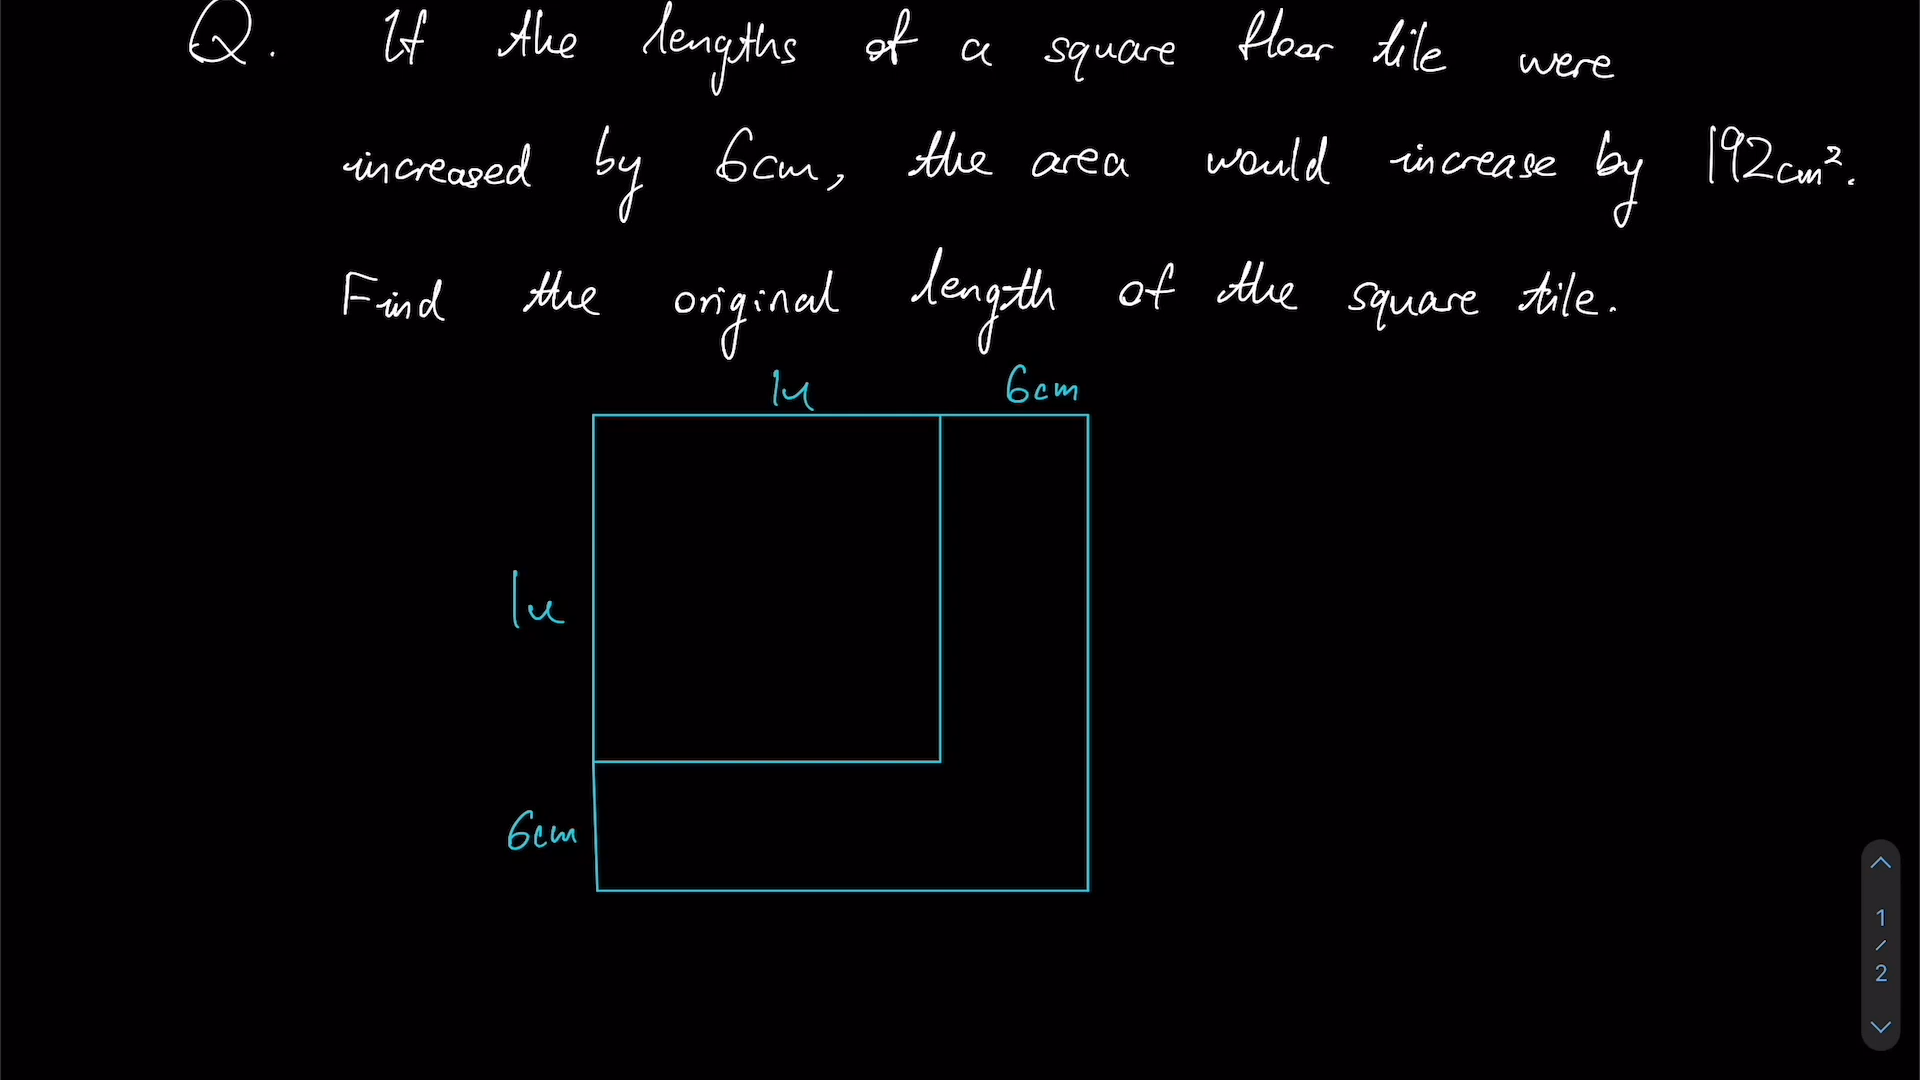 Q. If the lengths of a square floor tile were
increased by 6cm, the area would increase by 192cm².
Find the original length of the square tile.
1u 6cm
1u
6cm
1
/
2